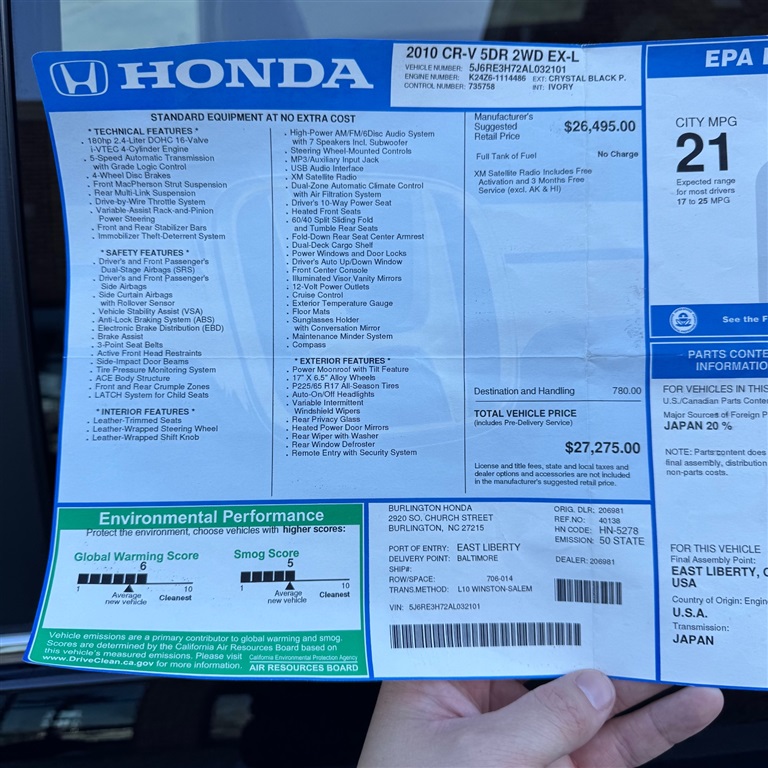 HONDA
2010 CR-V 5DR 2WD EX-L
VEHICLE NUMBER: 5J6RE3H72AL032101
ENGINE NUMBER: K24Z6-1114486 EXT: CRYSTAL BLACK P.
CONTROL NUMBER: 735758 INT: IVORY
STANDARD EQUIPMENT AT NO EXTRA COST
* TECHNICAL FEATURES *
. 180hp 2.4-Liter DOHC 16-Valve
i-VTEC 4-Cylinder Engine
. 5-Speed Automatic Transmission
with Grade Logic Control
. 4-Wheel Disc Brakes
. Front MacPherson Strut Suspension
. Rear Multi-Link Suspension
. Drive-by-Wire Throttle System
. Variable-Assist Rack-and-Pinion
Power Steering
. Front and Rear Stabilizer Bars
. Immobilizer Theft-Deterrent System
* SAFETY FEATURES *
. Driver's and Front Passenger's
Dual-Stage Airbags (SRS)
. Driver's and Front Passenger's
Side Airbags
. Side Curtain Airbags
with Rollover Sensor
. Vehicle Stability Assist (VSA)
. Anti-Lock Braking System (ABS)
. Electronic Brake Distribution (EBD)
. Brake Assist
. 3-Point Seat Belts
. Active Front Head Restraints
. Side-Impact Door Beams
. Tire Pressure Monitoring System
. ACE Body Structure
. Front and Rear Crumple Zones
. LATCH System for Child Seats
* INTERIOR FEATURES *
. Leather-Trimmed Seats
. Leather-Wrapped Steering Wheel
. Leather-Wrapped Shift Knob
. High-Power AM/FM/6Disc Audio System
with 7 Speakers Incl. Subwoofer
. Steering Wheel-Mounted Controls
. MP3/Auxiliary Input Jack
. USB Audio Interface
. XM Satellite Radio
. Dual-Zone Automatic Climate Control
with Air Filtration System
. Driver's 10-Way Power Seat
. Heated Front Seats
. 60/40 Split Sliding Fold
and Tumble Rear Seats
. Fold-Down Rear Seat Center Armrest
. Dual-Deck Cargo Shelf
. Power Windows and Door Locks
. Driver's Auto Up/Down Window
. Front Center Console
. Illuminated Visor Vanity Mirrors
. 12-Volt Power Outlets
. Cruise Control
. Exterior Temperature Gauge
. Floor Mats
. Sunglasses Holder
with Conversation Mirror
. Maintenance Minder System
. Compass
* EXTERIOR FEATURES *
. Power Moonroof with Tilt Feature
. 17" X 6.5" Alloy Wheels
. P225/65 R17 All-Season Tires
. Auto-On/Off Headlights
. Variable Intermittent
Windshield Wipers
. Rear Privacy Glass
. Heated Power Door Mirrors
. Rear Wiper with Washer
. Rear Window Defroster
. Remote Entry with Security System
Manufacturer's
Suggested
Retail Price $26,495.00
Full Tank of Fuel No Charge
XM Satellite Radio Includes Free
Activation and 3 Months Free
Service (excl. AK & HI)
Destination and Handling 780.00
TOTAL VEHICLE PRICE
(includes Pre-Delivery Service)
$27,275.00
License and title fees, state and local taxes and
dealer options and accessories are not included
in the manufacturer's suggested retail price.
EPA
CITY MPG
21
Expected range
for most drivers
17 to 25 MPG
See the F
PARTS CONTE
INFORMATIO
FOR VEHICLES IN THIS
U.S./Canadian Parts Conte
Major Sources of Foreign P
JAPAN 20 %
NOTE: Parts content does
final assembly, distribution
non-parts costs.
FOR THIS VEHICLE
Final Assembly Point:
EAST LIBERTY, O
USA
Country of Origin: Engin
U.S.A.
Transmission:
JAPAN
Environmental Performance
Protect the environment, choose vehicles with higher scores:
Global Warming Score
6
1 10
Average
new vehicle
Cleanest
Smog Score
5
1 10
Average
new vehicle
Cleanest
Vehicle emissions are a primary contributor to global warming and smog.
Scores are determined by the California Air Resources Board based on
this vehicle's measured emissions. Please visit
www.DriveClean.ca.gov for more information.
California Environmental Protection Agency
AIR RESOURCES BOARD
BURLINGTON HONDA
2920 SO. CHURCH STREET
BURLINGTON, NC 27215
ORIG. DLR: 206981
REF.NO: 40138
HN CODE: HN-5278
EMISSION: 50 STATE
PORT OF ENTRY: EAST LIBERTY
DELIVERY POINT: BALTIMORE
SHIP#:
ROW/SPACE: 706-014
TRANS.METHOD: L10 WINSTON-SALEM
DEALER: 206981
VIN: 5J6RE3H72AL032101